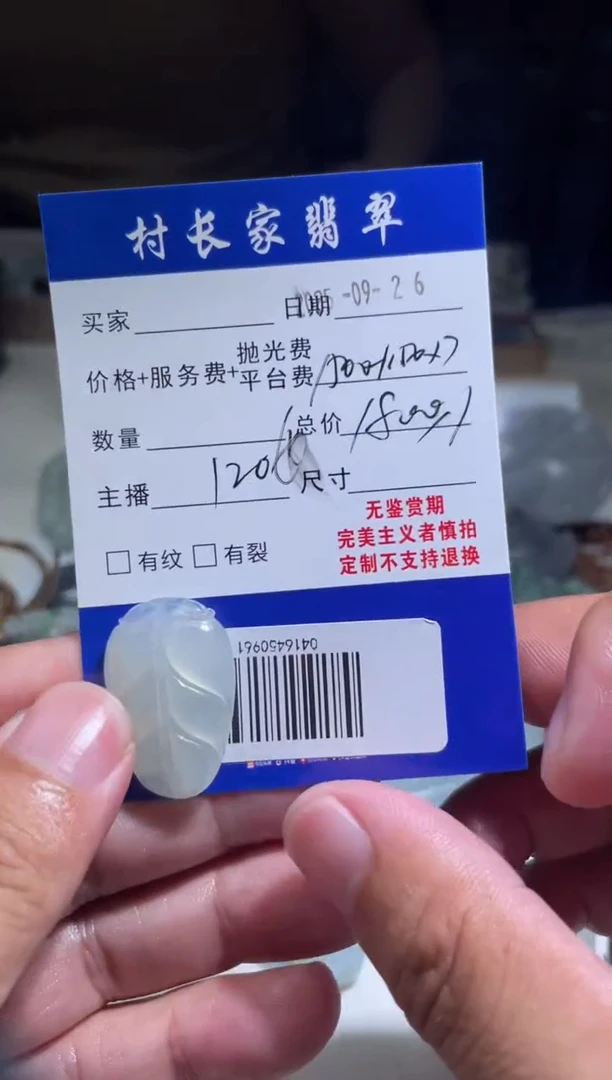 村长家翡翠
买家 日期 2025-09-26
价格+服务费+抛光费平台费
数量 总价
主播 尺寸
无鉴赏期
完美主义者慎拍
□有纹 □有裂 定制不支持退换
0416450961